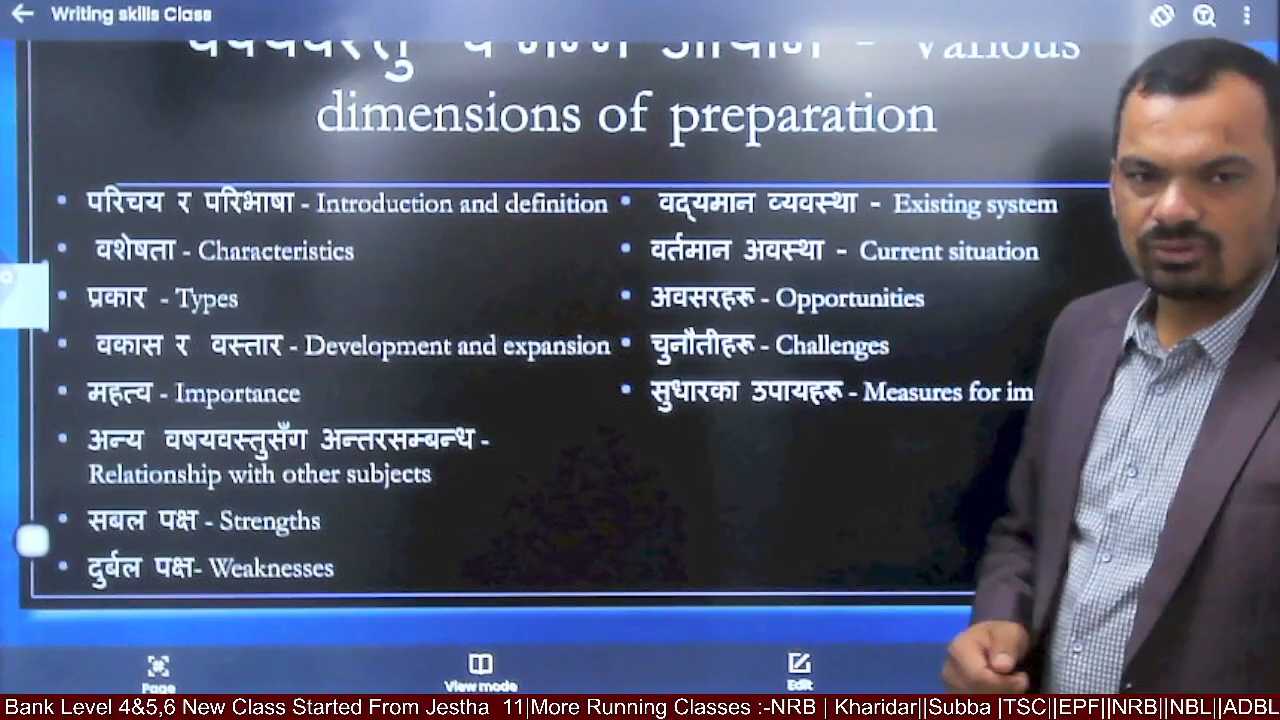 Writing skills Class
- Various
dimensions of preparation
• परिचय र परिभाषा - Introduction and definition
• वशेषता - Characteristics
• प्रकार - Types
• वकास र वस्तार - Development and expansion
• महत्व - Importance
• अन्य वषयवस्तुसँग अन्तरसम्बन्ध -
Relationship with other subjects
• सबल पक्ष - Strengths
• दुर्बल पक्ष- Weaknesses
• वद्यमान व्यवस्था - Existing system
• वर्तमान अवस्था - Current situation
• अवसरहरू - Opportunities
• चुनौतीहरू - Challenges
• सुधारका उपायहरू - Measures for im
Page
View mode
Edit
Bank Level 4&5,6 New Class Started From Jestha 11|More Running Classes :-NRB | Kharidar||Subba |TSC||EPF||NRB||NBL||ADBL